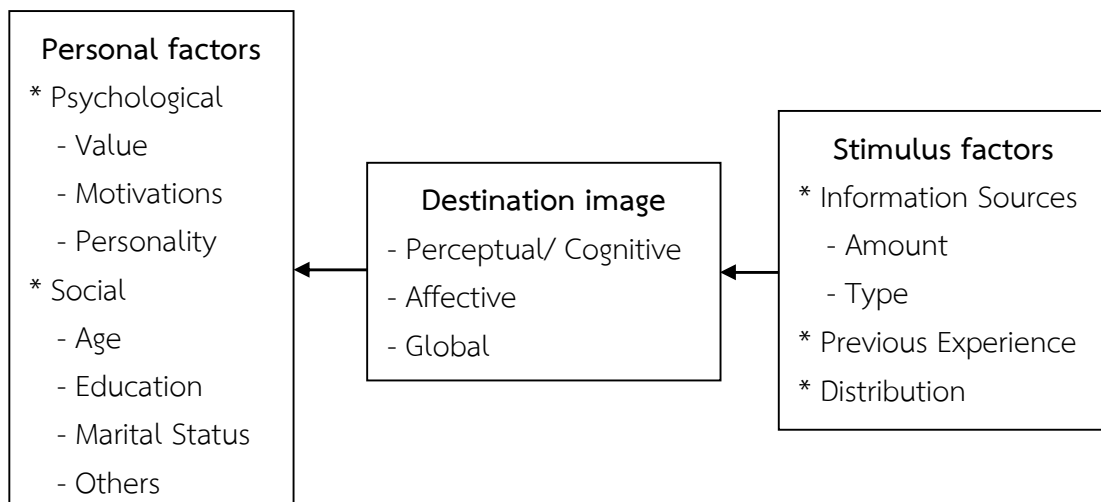 Personal factors
* Psychological
- Value
- Motivations
- Personality
* Social
- Age
- Education
- Marital Status
- Others
Destination image
- Perceptual/ Cognitive
- Affective
- Global
Stimulus factors
* Information Sources
- Amount
- Type
* Previous Experience
* Distribution